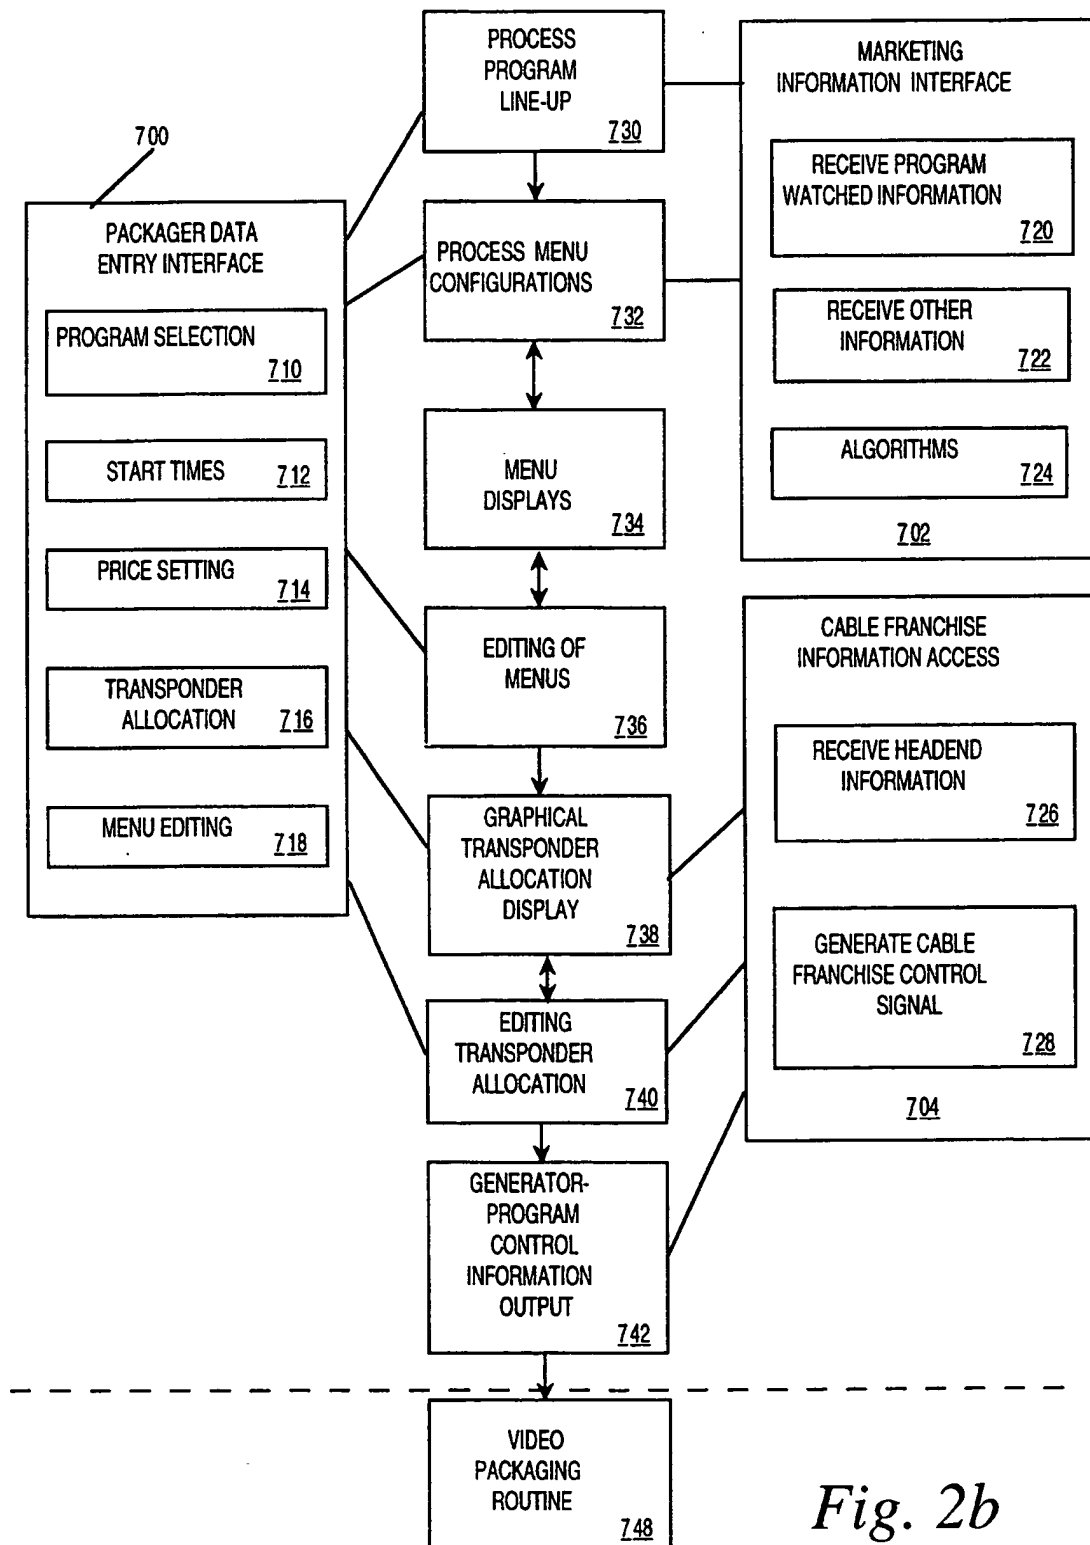 PROCESS
PROGRAM
LINE-UP
730
MARKETING
INFORMATION INTERFACE
RECEIVE PROGRAM
WATCHED INFORMATION
720
RECEIVE OTHER
INFORMATION
722
ALGORITHMS
724
702
700
PACKAGER DATA
ENTRY INTERFACE
PROGRAM SELECTION
710
START TIMES
712
PRICE SETTING
714
TRANSPONDER
ALLOCATION
716
MENU EDITING
718
PROCESS MENU
CONFIGURATIONS
732
MENU
DISPLAYS
734
EDITING OF
MENUS
736
GRAPHICAL
TRANSPONDER
ALLOCATION
DISPLAY
738
EDITING
TRANSPONDER
ALLOCATION
740
GENERATOR-
PROGRAM
CONTROL
INFORMATION
OUTPUT
742
CABLE FRANCHISE
INFORMATION ACCESS
RECEIVE HEADEND
INFORMATION
726
GENERATE CABLE
FRANCHISE CONTROL
SIGNAL
728
704
VIDEO
PACKAGING
ROUTINE
748
Fig. 2b